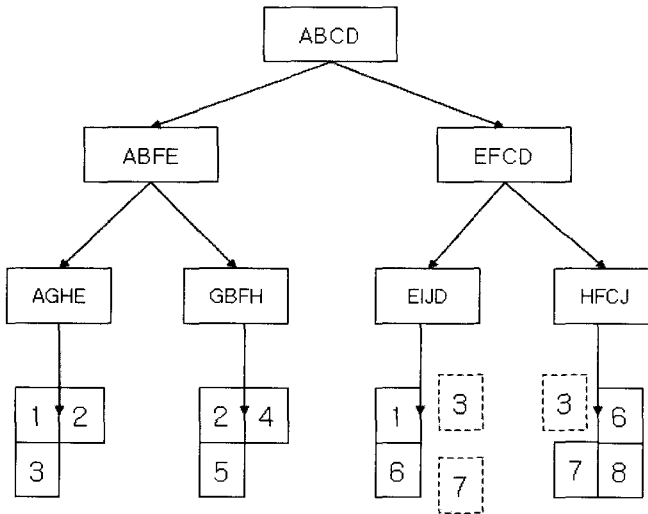 ABCD
ABFE EFCD
AGHE GBFH EIJD HFCJ
1 2 2 4 1 3 3 6
3 5 6 7 7 8